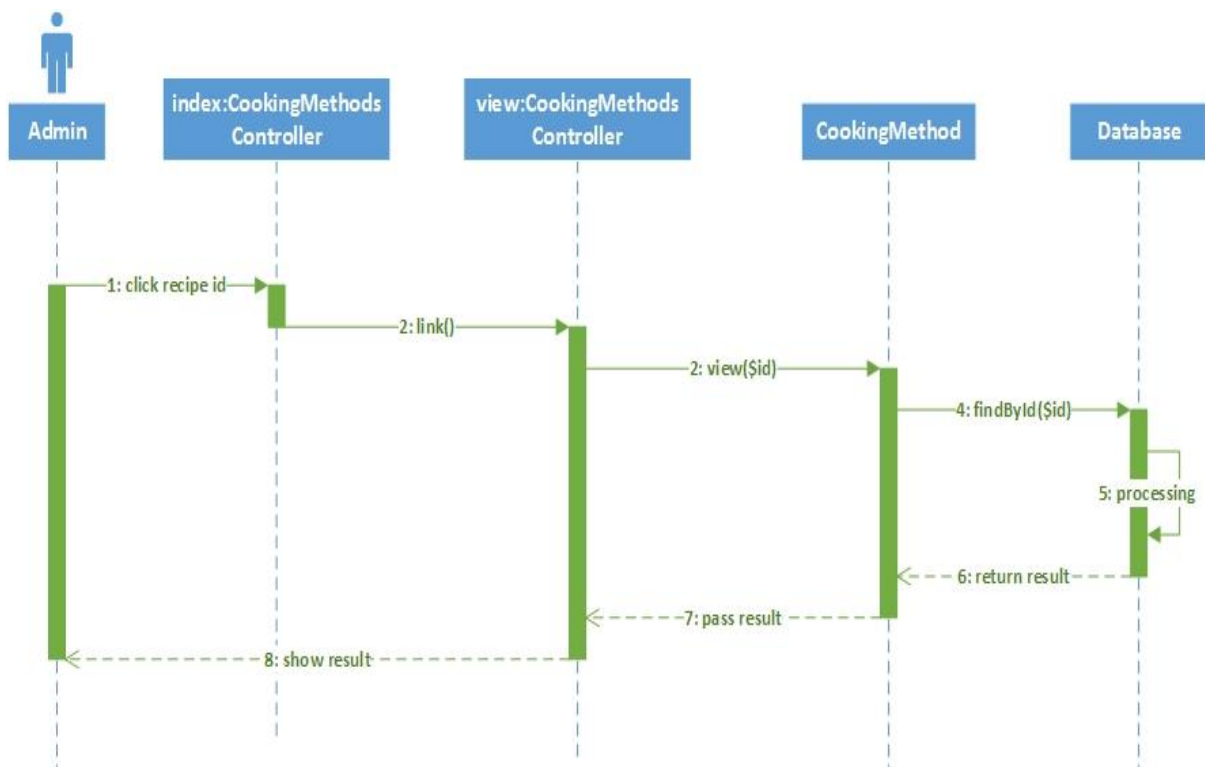 Admin
index:CookingMethods
Controller
view:CookingMethods
Controller
CookingMethod
Database
1: click recipe id
2: link()
2: view($id)
4: findById($id)
5: processing
6: return result
7: pass result
8: show result